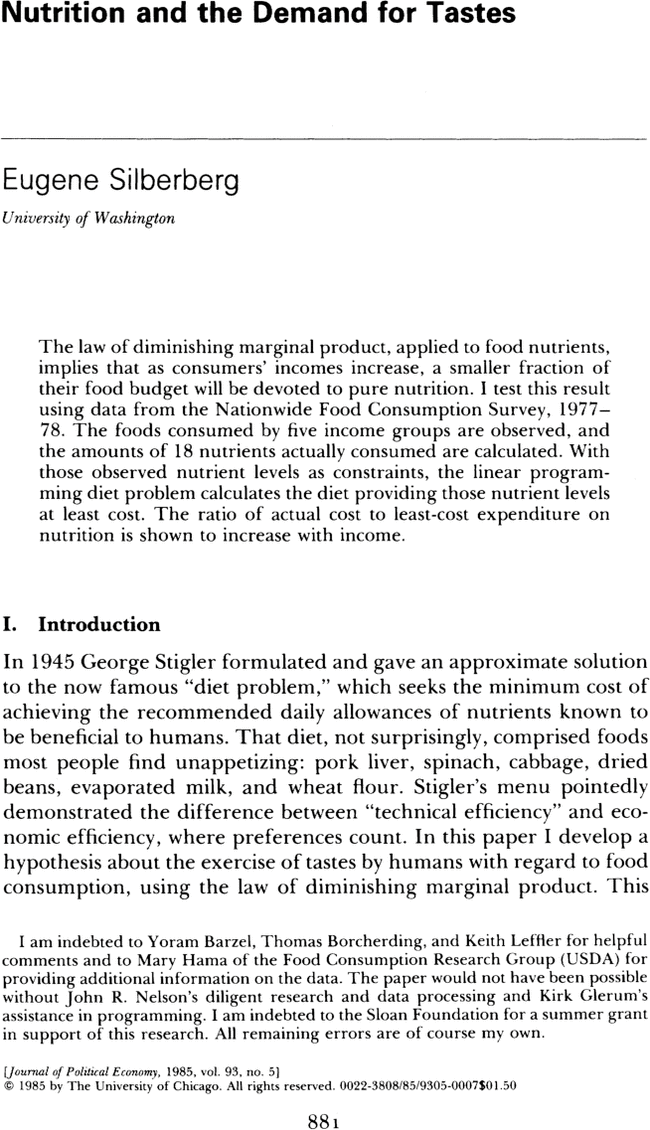 Nutrition and the Demand for Tastes
Eugene Silberberg
University of Washington
The law of diminishing marginal product, applied to food nutrients,
implies that as consumers' incomes increase, a smaller fraction of
their food budget will be devoted to pure nutrition. I test this result
using data from the Nationwide Food Consumption Survey, 1977–
78. The foods consumed by five income groups are observed, and
the amounts of 18 nutrients actually consumed are calculated. With
those observed nutrient levels as constraints, the linear program-
ming diet problem calculates the diet providing those nutrient levels
at least cost. The ratio of actual cost to least-cost expenditure on
nutrition is shown to increase with income.
I. Introduction
In 1945 George Stigler formulated and gave an approximate solution
to the now famous "diet problem," which seeks the minimum cost of
achieving the recommended daily allowances of nutrients known to
be beneficial to humans. That diet, not surprisingly, comprised foods
most people find unappetizing: pork liver, spinach, cabbage, dried
beans, evaporated milk, and wheat flour. Stigler's menu pointedly
demonstrated the difference between "technical efficiency" and eco-
nomic efficiency, where preferences count. In this paper I develop a
hypothesis about the exercise of tastes by humans with regard to food
consumption, using the law of diminishing marginal product. This
I am indebted to Yoram Barzel, Thomas Borcherding, and Keith Leffler for helpful
comments and to Mary Hama of the Food Consumption Research Group (USDA) for
providing additional information on the data. The paper would not have been possible
without John R. Nelson's diligent research and data processing and Kirk Glerum's
assistance in programming. I am indebted to the Sloan Foundation for a summer grant
in support of this research. All remaining errors are of course my own.
[Journal of Political Economy, 1985, vol. 93, no. 5]
© 1985 by The University of Chicago. All rights reserved. 0022-3808/85/9305-0007$01.50
881